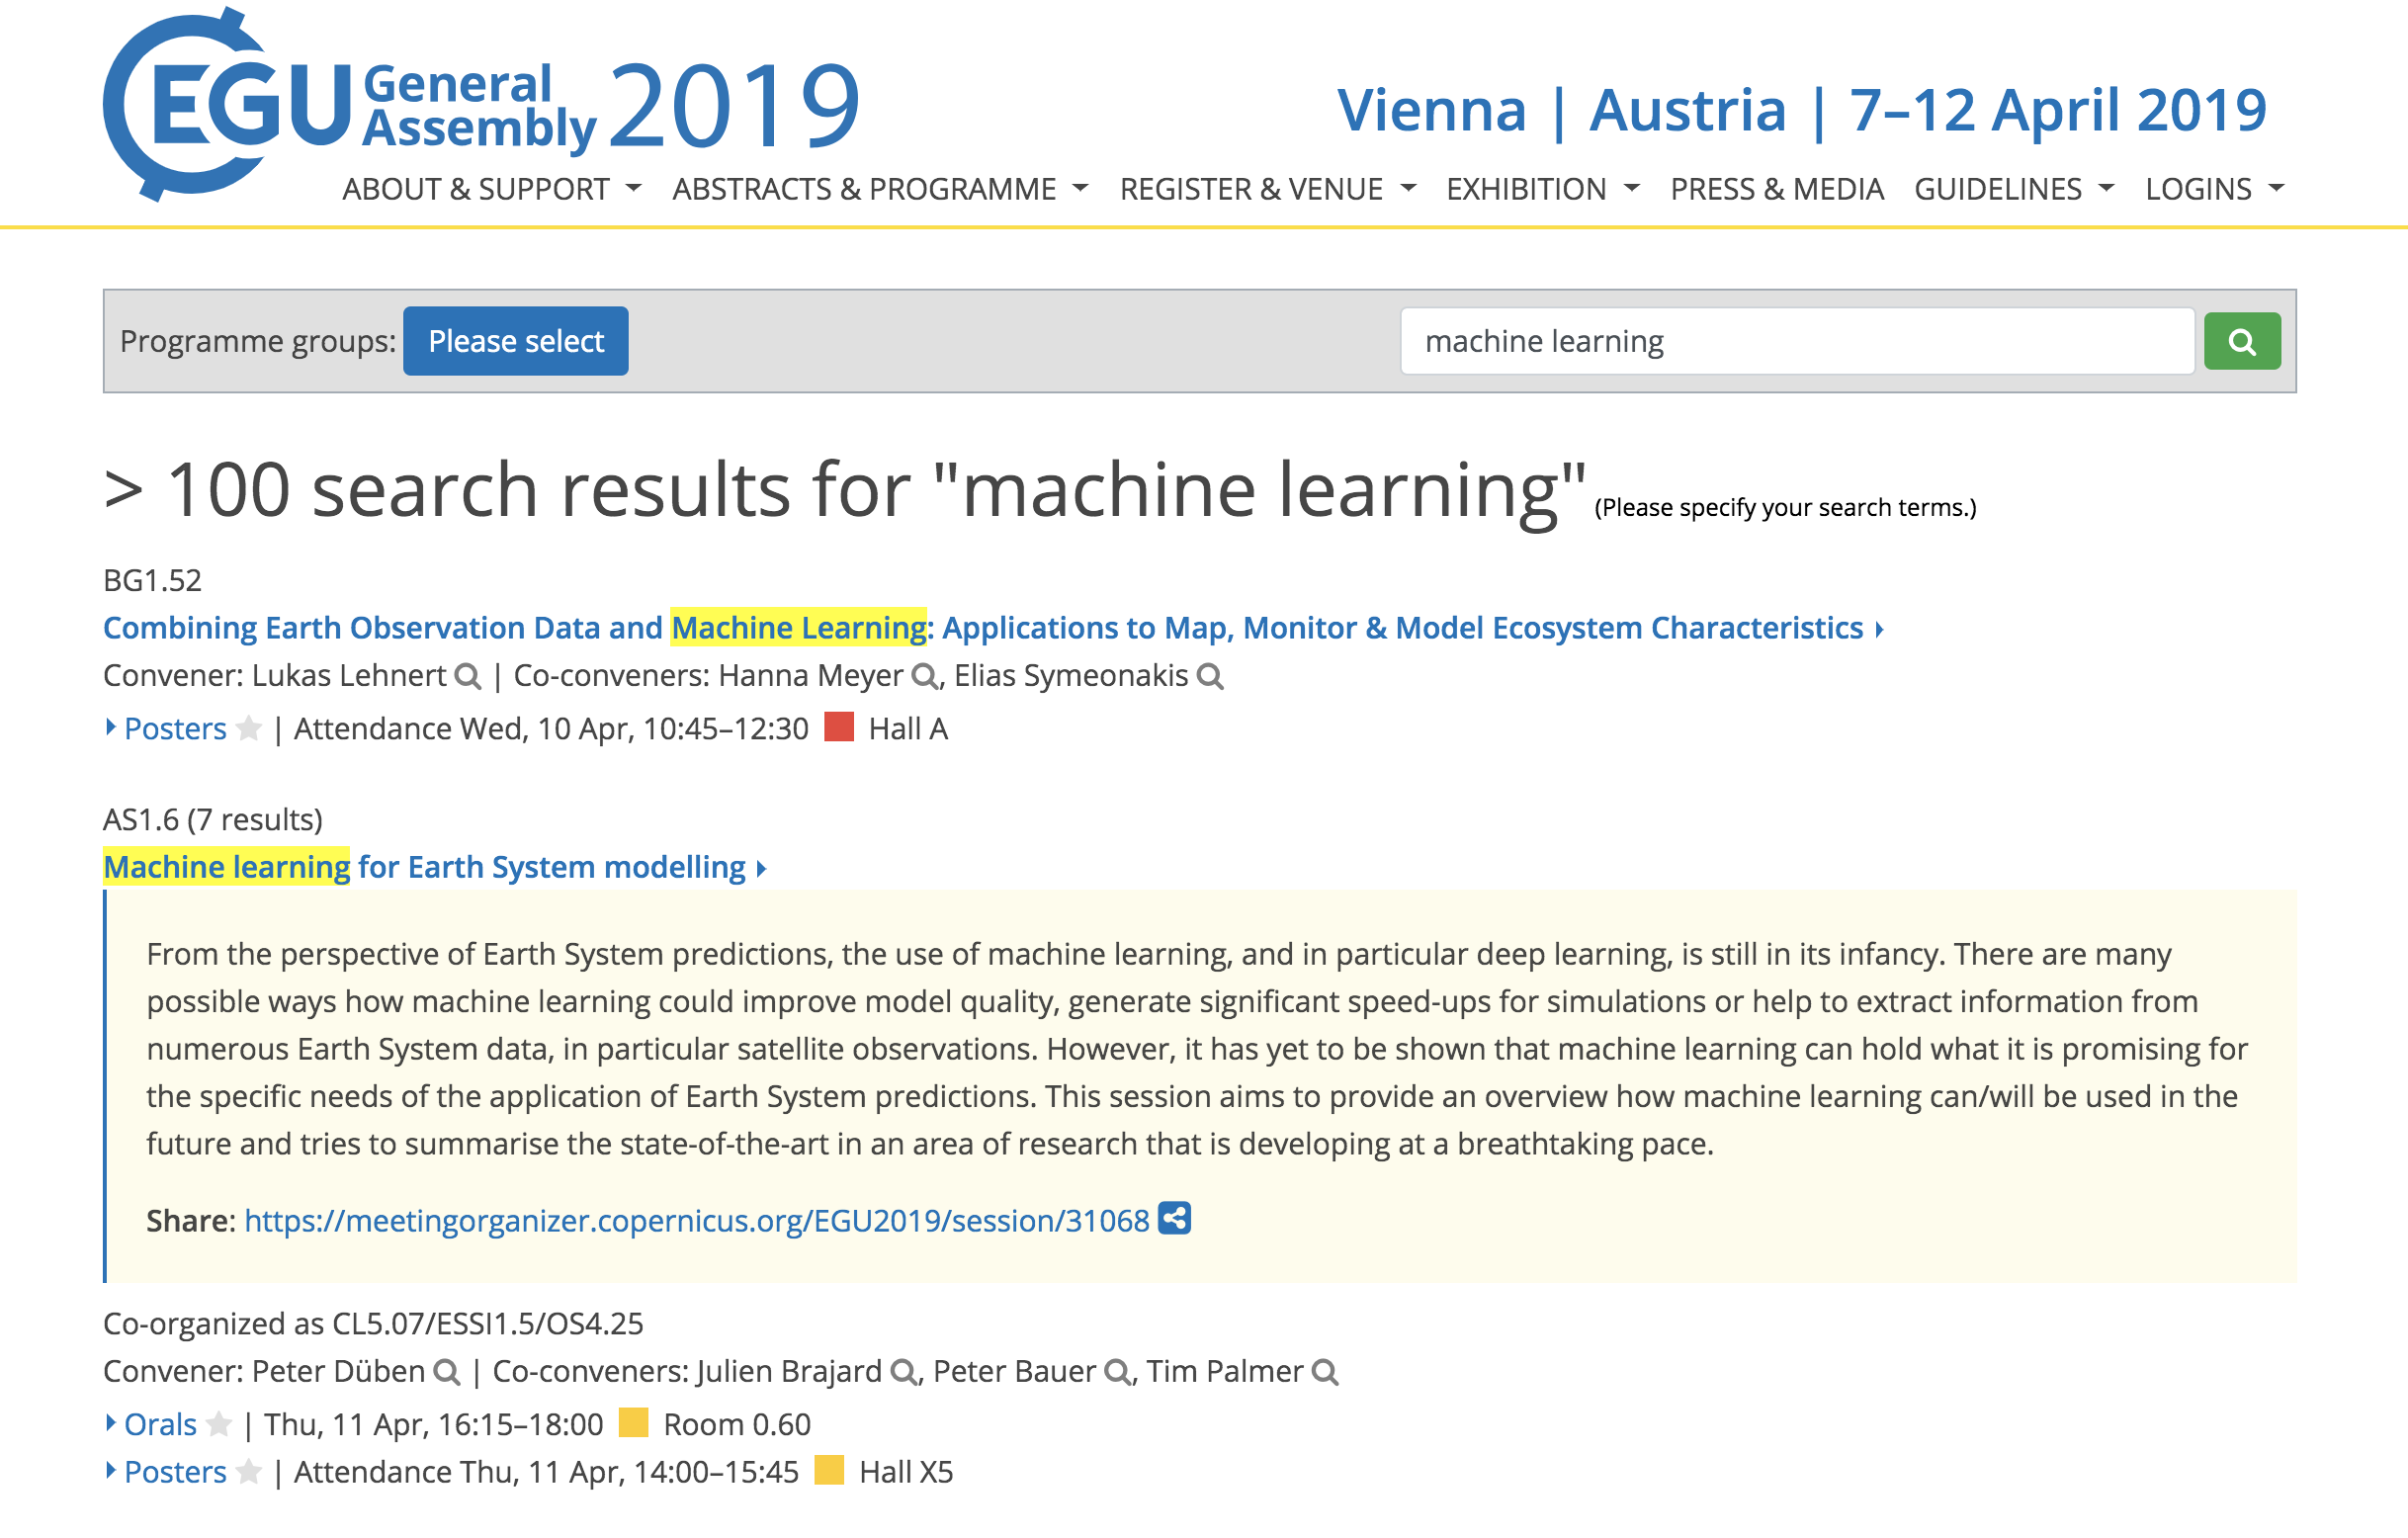 EGU General Assembly 2019
Vienna | Austria | 7–12 April 2019
ABOUT & SUPPORT ABSTRACTS & PROGRAMME REGISTER & VENUE EXHIBITION PRESS & MEDIA GUIDELINES LOGINS
Programme groups: Please select machine learning
> 100 search results for "machine learning" (Please specify your search terms.)
BG1.52
Combining Earth Observation Data and Machine Learning: Applications to Map, Monitor & Model Ecosystem Characteristics
Convener: Lukas Lehnert | Co-conveners: Hanna Meyer, Elias Symeonakis
Posters | Attendance Wed, 10 Apr, 10:45–12:30 Hall A
AS1.6 (7 results)
Machine learning for Earth System modelling
From the perspective of Earth System predictions, the use of machine learning, and in particular deep learning, is still in its infancy. There are many
possible ways how machine learning could improve model quality, generate significant speed-ups for simulations or help to extract information from
numerous Earth System data, in particular satellite observations. However, it has yet to be shown that machine learning can hold what it is promising for
the specific needs of the application of Earth System predictions. This session aims to provide an overview how machine learning can/will be used in the
future and tries to summarise the state-of-the-art in an area of research that is developing at a breathtaking pace.
Share: https://meetingorganizer.copernicus.org/EGU2019/session/31068
Co-organized as CL5.07/ESSI1.5/OS4.25
Convener: Peter Düben | Co-conveners: Julien Brajard, Peter Bauer, Tim Palmer
Orals | Thu, 11 Apr, 16:15–18:00 Room 0.60
Posters | Attendance Thu, 11 Apr, 14:00–15:45 Hall X5